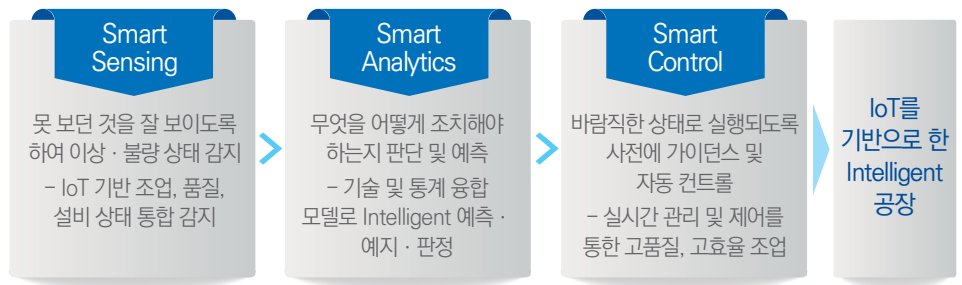 Smart
Sensing
못 보던 것을 잘 보이도록
하여 이상 · 불량 상태 감지
– IoT 기반 조업, 품질,
설비 상태 통합 감지
Smart
Analytics
무엇을 어떻게 조치해야
하는지 판단 및 예측
– 기술 및 통계 융합
모델로 Intelligent 예측 ·
예지 · 판정
Smart
Control
바람직한 상태로 실행되도록
사전에 가이던스 및
자동 컨트롤
– 실시간 관리 및 제어를
통한 고품질, 고효율 조업
IoT를
기반으로 한
Intelligent
공장